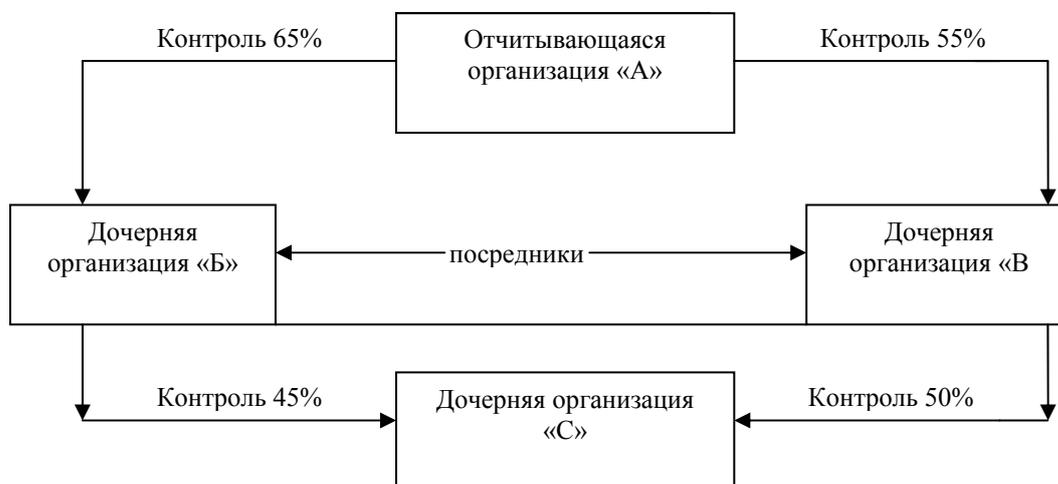 Контроль 65%
Отчитывающаяся
организация «А»
Контроль 55%
Дочерняя
организация «Б»
посредники
Дочерняя
организация «В
Контроль 45%
Дочерняя организация
«С»
Контроль 50%